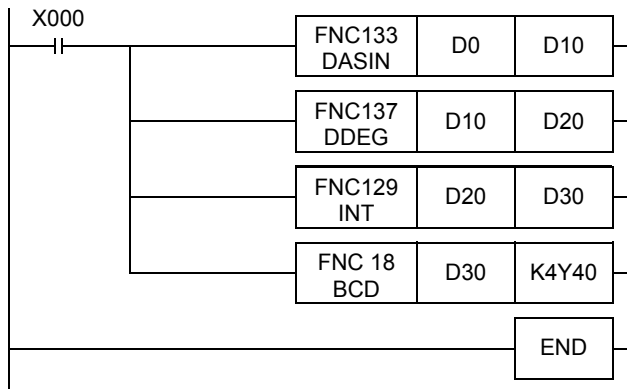 X000
FNC133
DASIN D0 D10
FNC137
DDEG D10 D20
FNC129
INT D20 D30
FNC 18
BCD D30 K4Y40
END